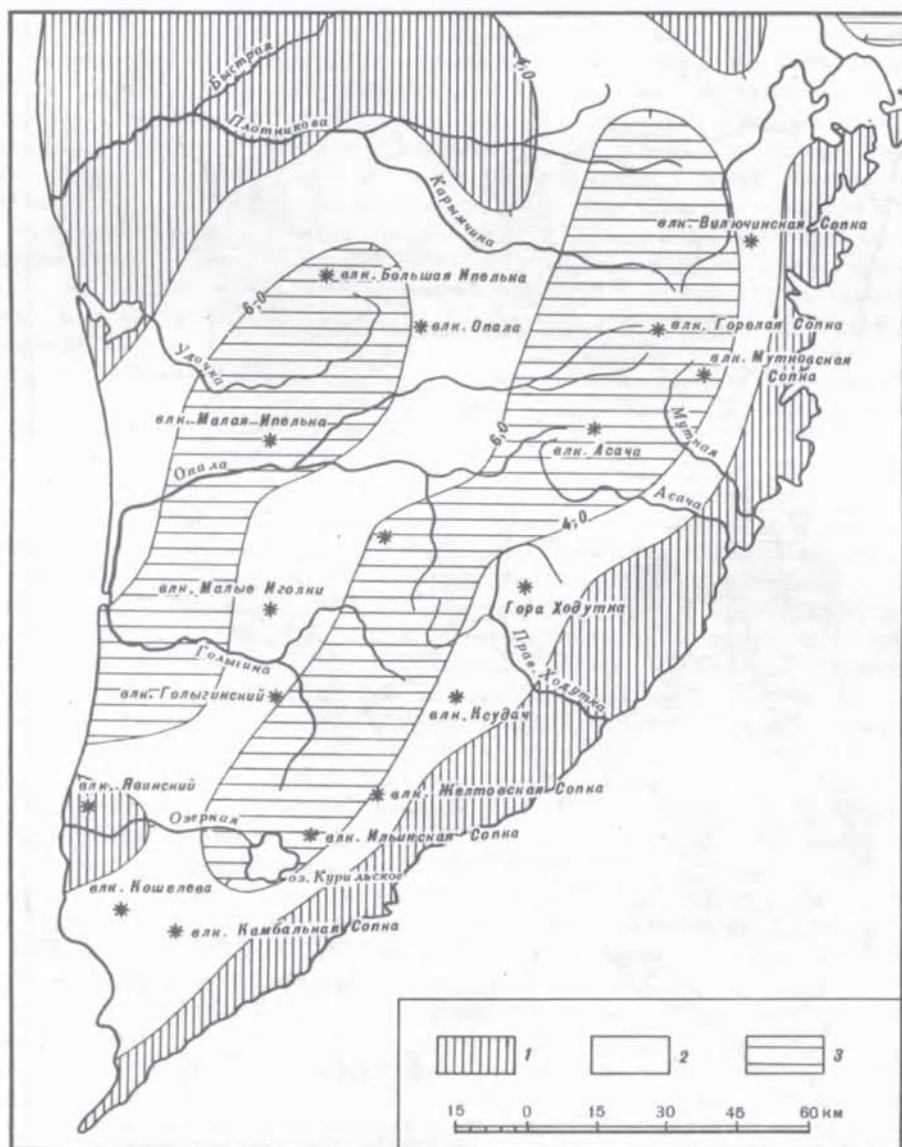 4,0
Быстрая
Плотникова
Карымчина
влк. Вилючинская Сопка
влк. Большая Ипелька
6,0
влк. Опала
влк. Горелая Сопка
влк. Мутновская
Сопка
Удочка
влк. Малая Ипелька
Мутная
6,0
влк. Асача
Опала
Асача
4,0
влк. Малые Иголки
Гора Ходутка
Голыгина
Прав. Ходутка
влк. Голыгинский
влк. Ксудач
влк. Явинский
влк. Желтовская Сопка
Озерная
влк. Ильинская Сопка
оз. Курильское
влк. Кошелева
влк. Камбальная Сопка
1
2
3
15 0 15 30 45 60 км